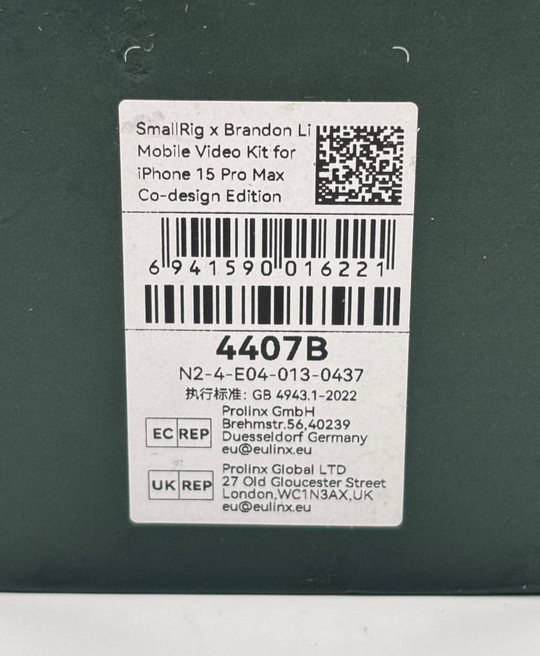 SmallRig x Brandon Li
Mobile Video Kit for
iPhone 15 Pro Max
Co-design Edition
6 941590 016221
4407B
N2-4-E04-013-0437
执行标准: GB 4943.1-2022
EC REP
Prolinx GmbH
Brehmstr.56,40239
Duesseldorf Germany
eu@eulinx.eu
UK REP
Prolinx Global LTD
27 Old Gloucester Street
London,WC1N3AX,UK
eu@eulinx.eu